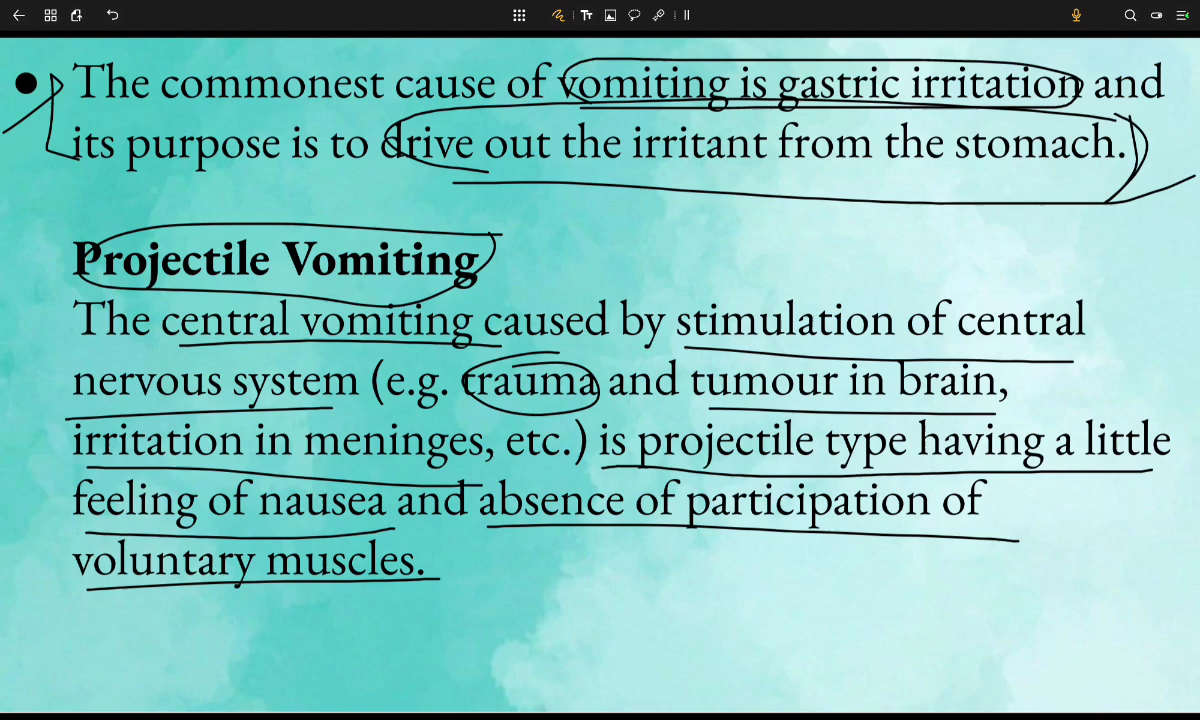 ● The commonest cause of vomiting is gastric irritation and
its purpose is to drive out the irritant from the stomach.
Projectile Vomiting
The central vomiting caused by stimulation of central
nervous system (e.g. trauma and tumour in brain,
irritation in meninges, etc.) is projectile type having a little
feeling of nausea and absence of participation of
voluntary muscles.